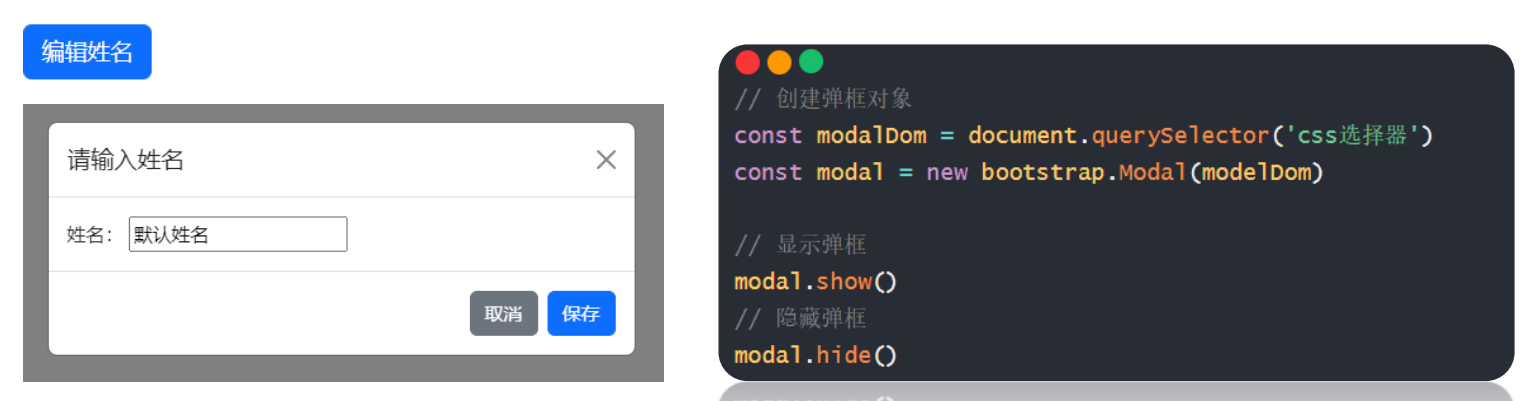 编辑姓名
请输入姓名
姓名： 默认姓名
取消 保存
// 创建弹框对象
const modalDom = document.querySelector('css选择器')
const modal = new bootstrap.Modal(modelDom)
// 显示弹框
modal.show()
// 隐藏弹框
modal.hide()